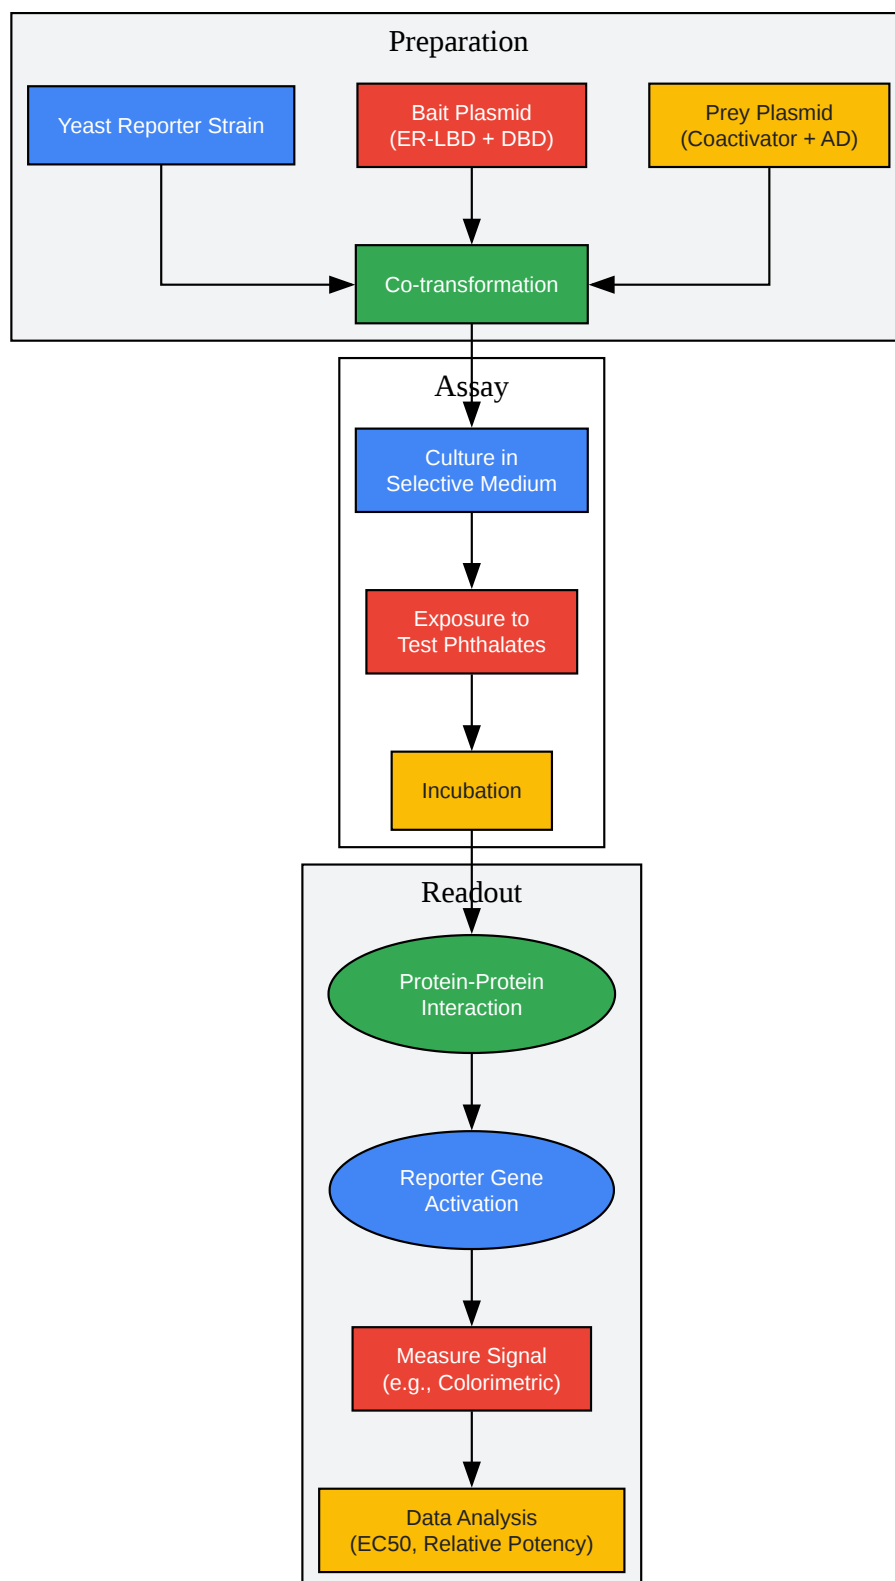 Preparation
Yeast Reporter Strain
Bait Plasmid
(ER-LBD + DBD)
Prey Plasmid
(Coactivator + AD)
Co-transformation
Assay
Culture in
Selective Medium
Exposure to
Test Phthalates
Incubation
Readout
Protein-Protein
Interaction
Reporter Gene
Activation
Measure Signal
(e.g., Colorimetric)
Data Analysis
(EC50, Relative Potency)